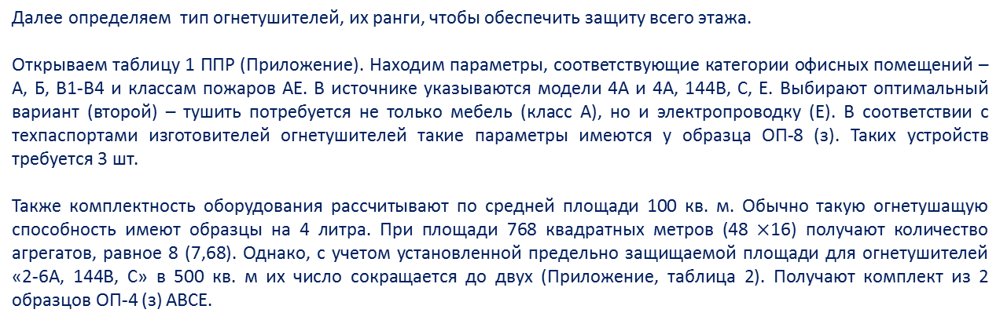 Далее определяем тип огнетушителей, их ранги, чтобы обеспечить защиту всего этажа.
Открываем таблицу 1 ППР (Приложение). Находим параметры, соответствующие категории офисных помещений –
А, Б, В1-В4 и классам пожаров АЕ. В источнике указываются модели 4А и 4А, 144В, С, Е. Выбирают оптимальный
вариант (второй) – тушить потребуется не только мебель (класс А), но и электропроводку (Е). В соответствии с
техпаспортами изготовителей огнетушителей такие параметры имеются у образца ОП-8 (з). Таких устройств
требуется 3 шт.
Также комплектность оборудования рассчитывают по средней площади 100 кв. м. Обычно такую огнетушащую
способность имеют образцы на 4 литра. При площади 768 квадратных метров (48 ×16) получают количество
агрегатов, равное 8 (7,68). Однако, с учетом установленной предельно защищаемой площади для огнетушителей
«2-6А, 144В, С» в 500 кв. м их число сокращается до двух (Приложение, таблица 2). Получают комплект из 2
образцов ОП-4 (з) АВСЕ.